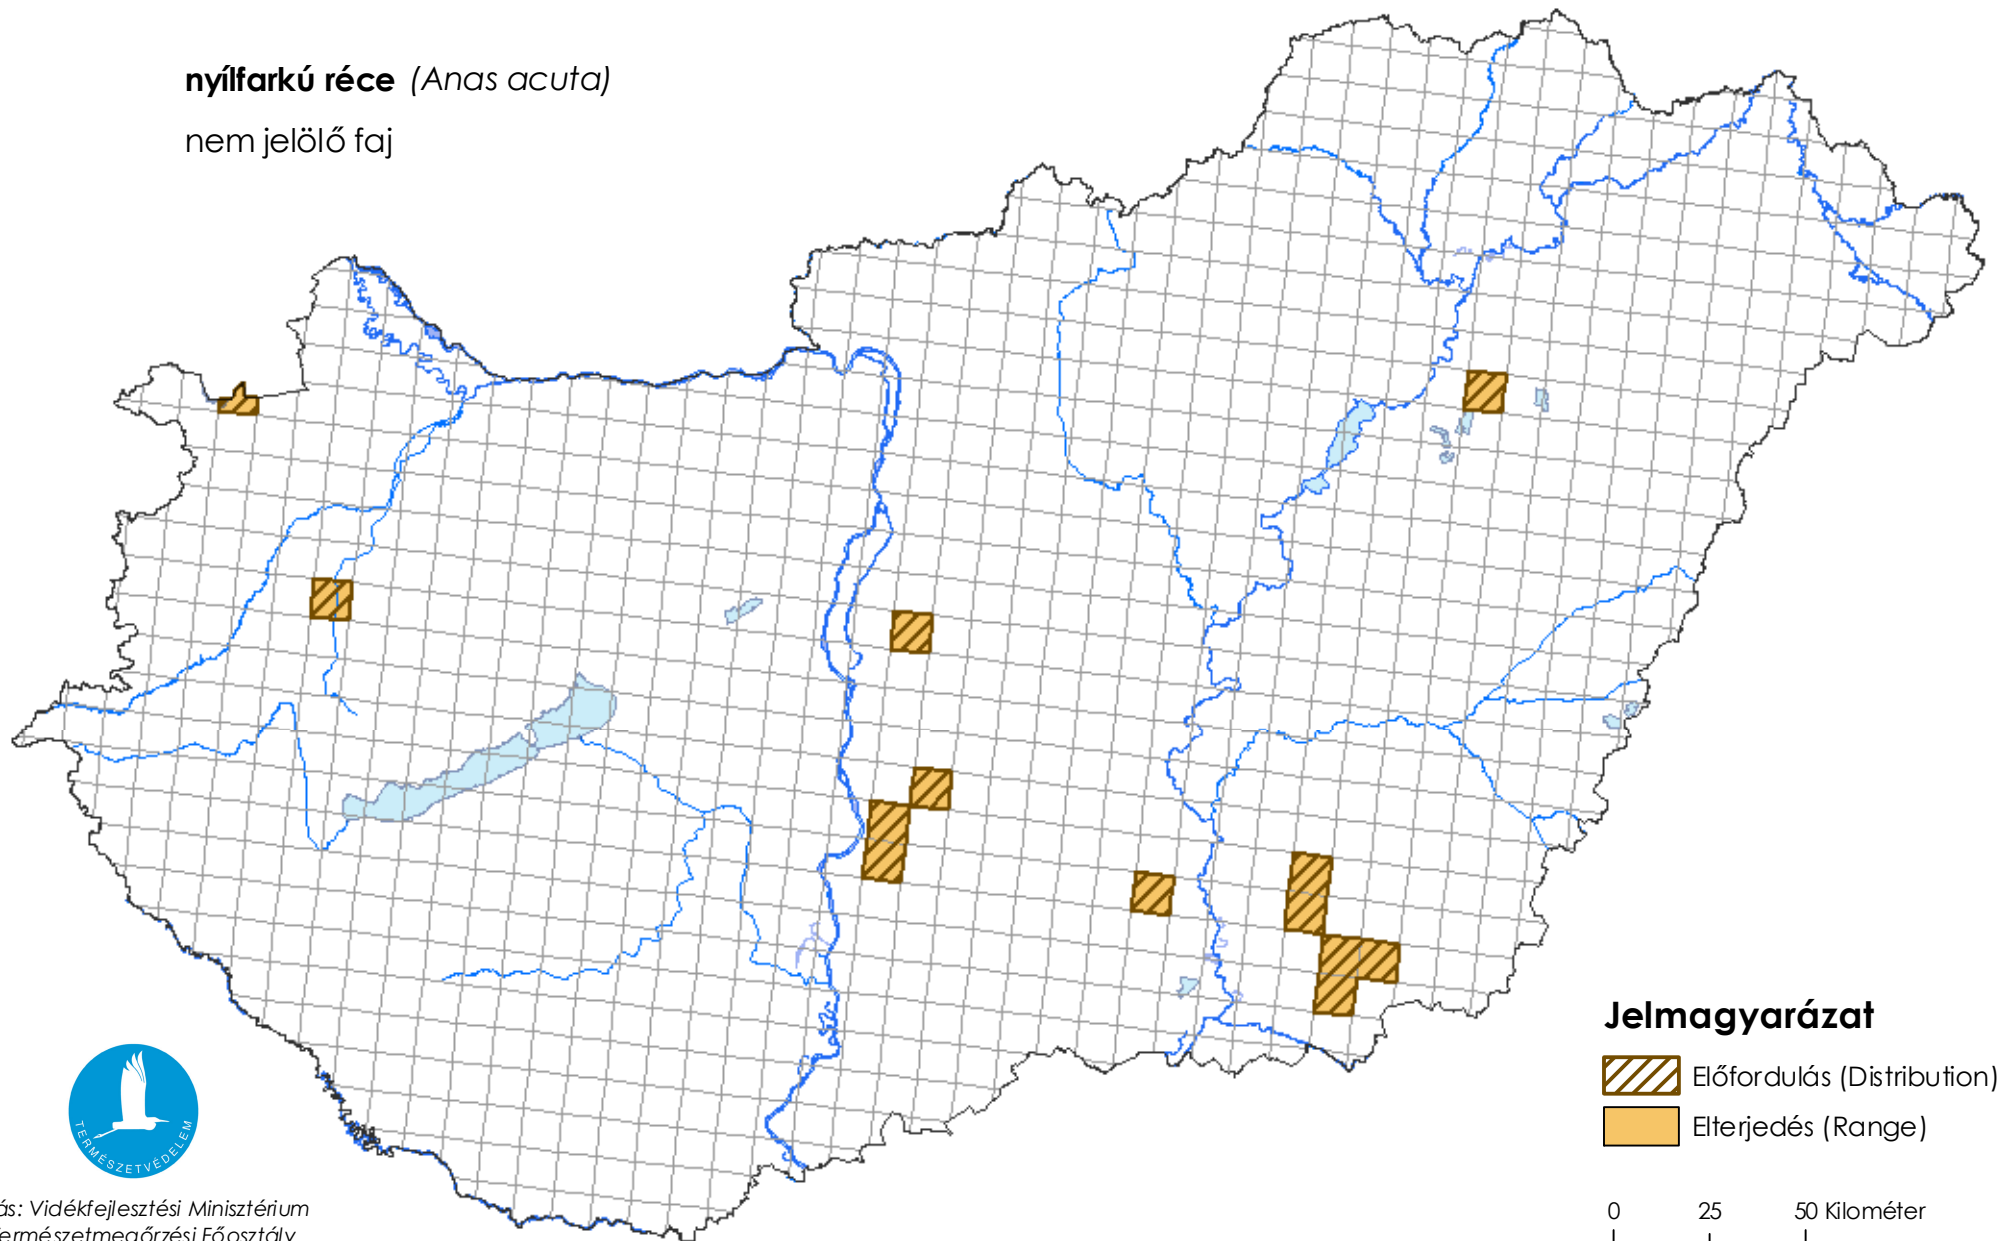 nyílfarkú réce (Anas acuta)
nem jelölő faj
Jelmagyarázat
Előfordulás (Distribution)
Elterjedés (Range)
0 25 50 Kilométer
TERMÉSZETVÉDELEM
ás: Vidékfejlesztési Minisztérium
ermészetmegőrzési Főosztály